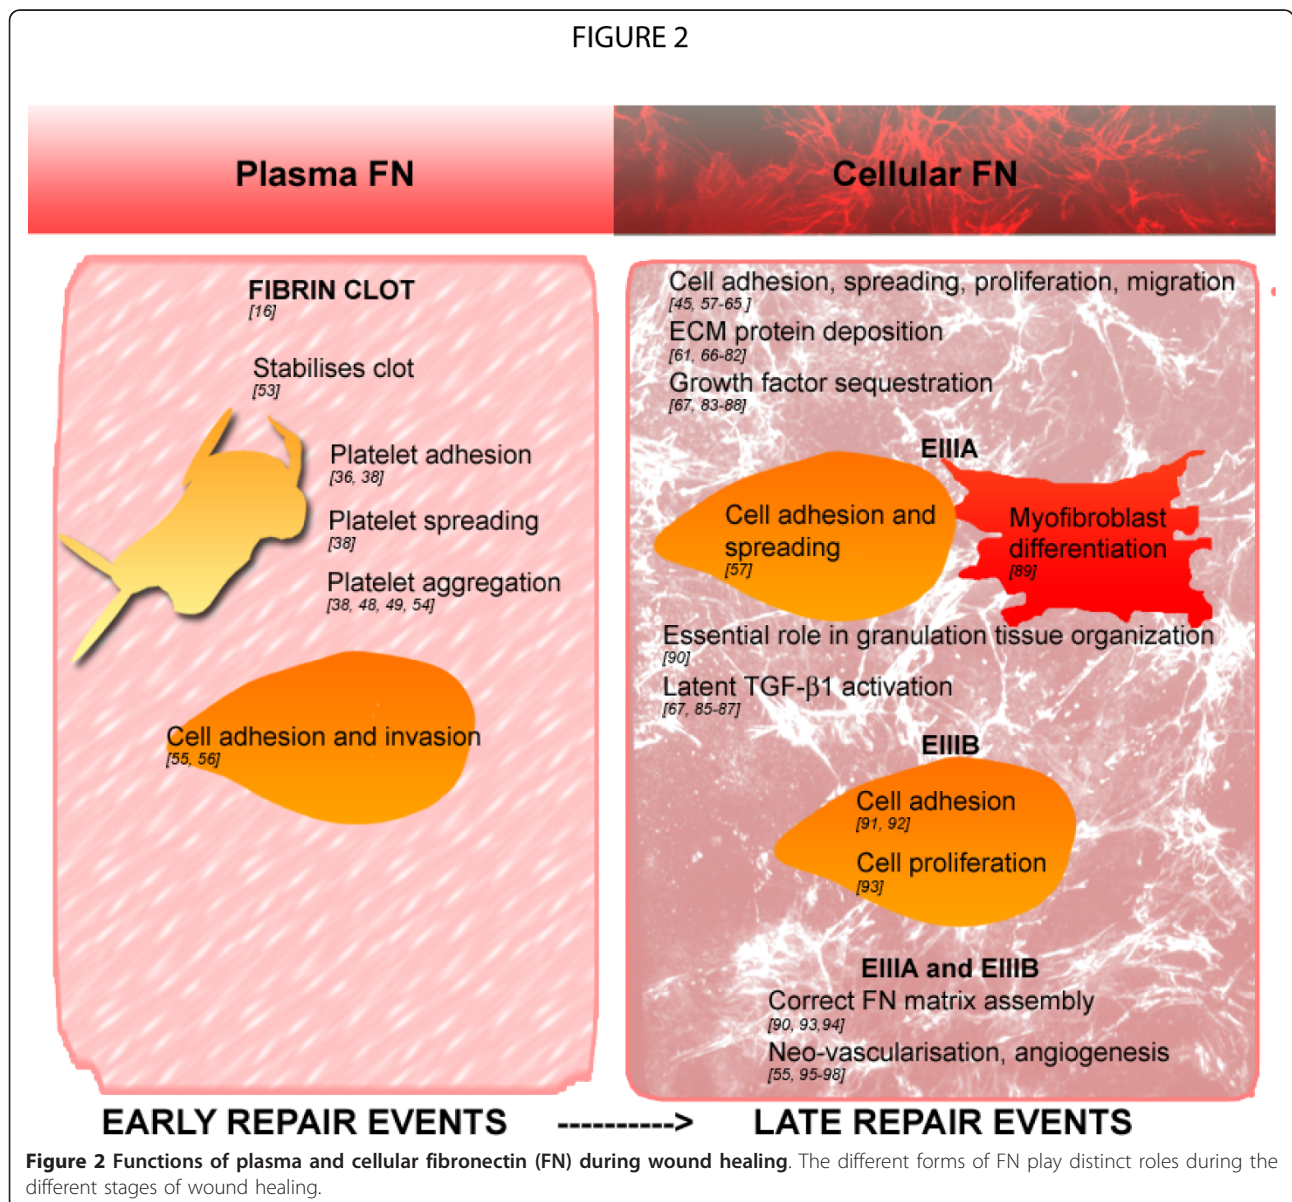 FIGURE 2
Plasma FN
Cellular FN
FIBRIN CLOT
[16]
Stabilises clot
[53]
Platelet adhesion
[36, 38]
Platelet spreading
[38]
Platelet aggregation
[38, 48, 49, 54]
Cell adhesion and invasion
[55, 56]
Cell adhesion, spreading, proliferation, migration
[45, 57-65 ]
ECM protein deposition
[61, 66-82]
Growth factor sequestration
[67, 83-88]
EIIIA
Cell adhesion and
spreading
[57]
Myofibroblast
differentiation
[89]
Essential role in granulation tissue organization
[90]
Latent TGF-β1 activation
[67, 85-87]
EIIIB
Cell adhesion
[91, 92]
Cell proliferation
[93]
EIIIA and EIIIB
Correct FN matrix assembly
[90, 93,94]
Neo-vascularisation, angiogenesis
[55, 95-98]
EARLY REPAIR EVENTS ----------> LATE REPAIR EVENTS
Figure 2 Functions of plasma and cellular fibronectin (FN) during wound healing. The different forms of FN play distinct roles during the
different stages of wound healing.